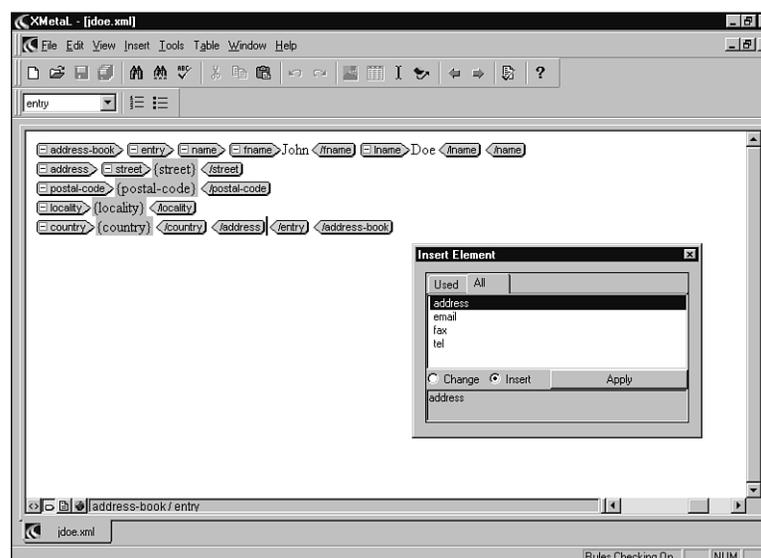 XMetaL - [jdoe.xml]
File Edit View Insert Tools Table Window Help
ABC
?
entry
address-book entry name fname John /fname lname Doe /lname /name
address street {street} /street
postal-code {postal-code} /postal-code
locality {locality} /locality
country {country} /country /address /entry /address-book
Insert Element
Used All
address
email
fax
tel
Change Insert Apply
address
address-book / entry
jdoe.xml
Rules Checking On NUM